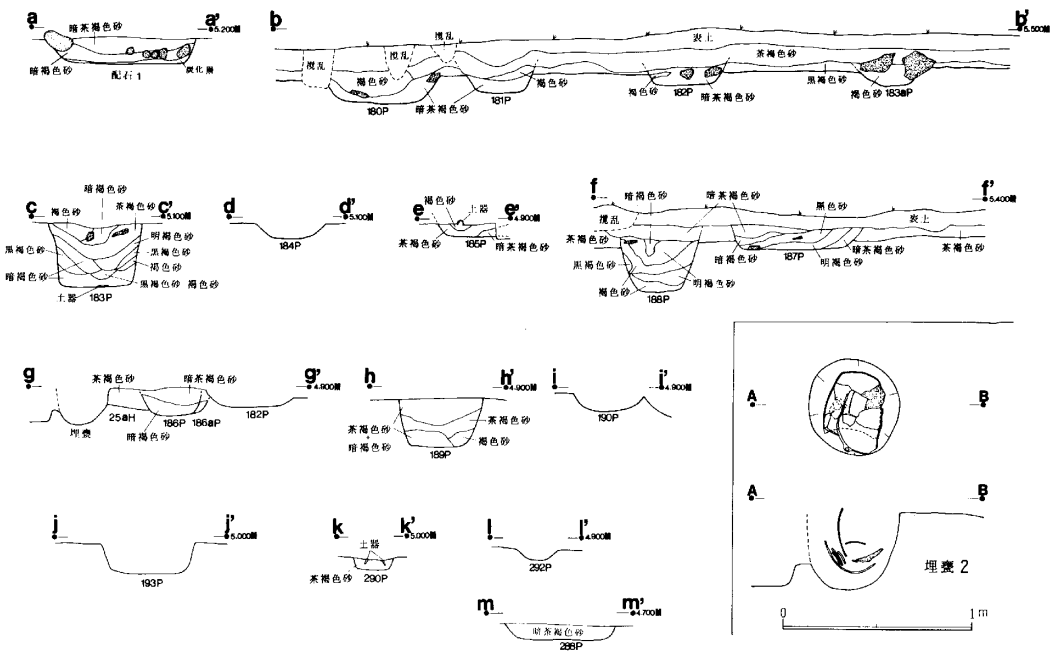 a a'
暗茶褐色砂 5.200m
暗褐色砂 配石1 炭化層
b b'
攪乱 表土 5.500m
攪乱 攪乱 茶褐色砂
褐色砂 褐色砂 182P 黒褐色砂
180P 暗茶褐色砂 181P 暗茶褐色砂 褐色砂 183aP
暗褐色砂
c c'
褐色砂 茶褐色砂 5.100m
明褐色砂
黒褐色砂 黒褐色砂
褐色砂
暗褐色砂 黒褐色砂 褐色砂
土器 183P
d d'
5.100m
184P
褐色砂 土器
e e'
4.900m
茶褐色砂 185P 暗茶褐色砂
f 暗褐色砂 暗茶褐色砂 f'
黒色砂 5.400m
攪乱 表土
茶褐色砂 暗褐色砂 187P 暗茶褐色砂 茶褐色砂
黒褐色砂 明褐色砂
褐色砂 明褐色砂
188P
g 茶褐色砂 暗茶褐色砂 g'
4.900m
25aH 186P 186aP 182P
埋甕 暗褐色砂
h h'
4.900m
茶褐色砂 茶褐色砂
暗褐色砂 189P 褐色砂
i i'
4.900m
190P
j j'
5.000m
193P
k k'
土器 5.000m
茶褐色砂 290P
l l'
4.900m
292P
m m'
4.700m
暗茶褐色砂
288P
A B
A B
埋甕 2
0 1m